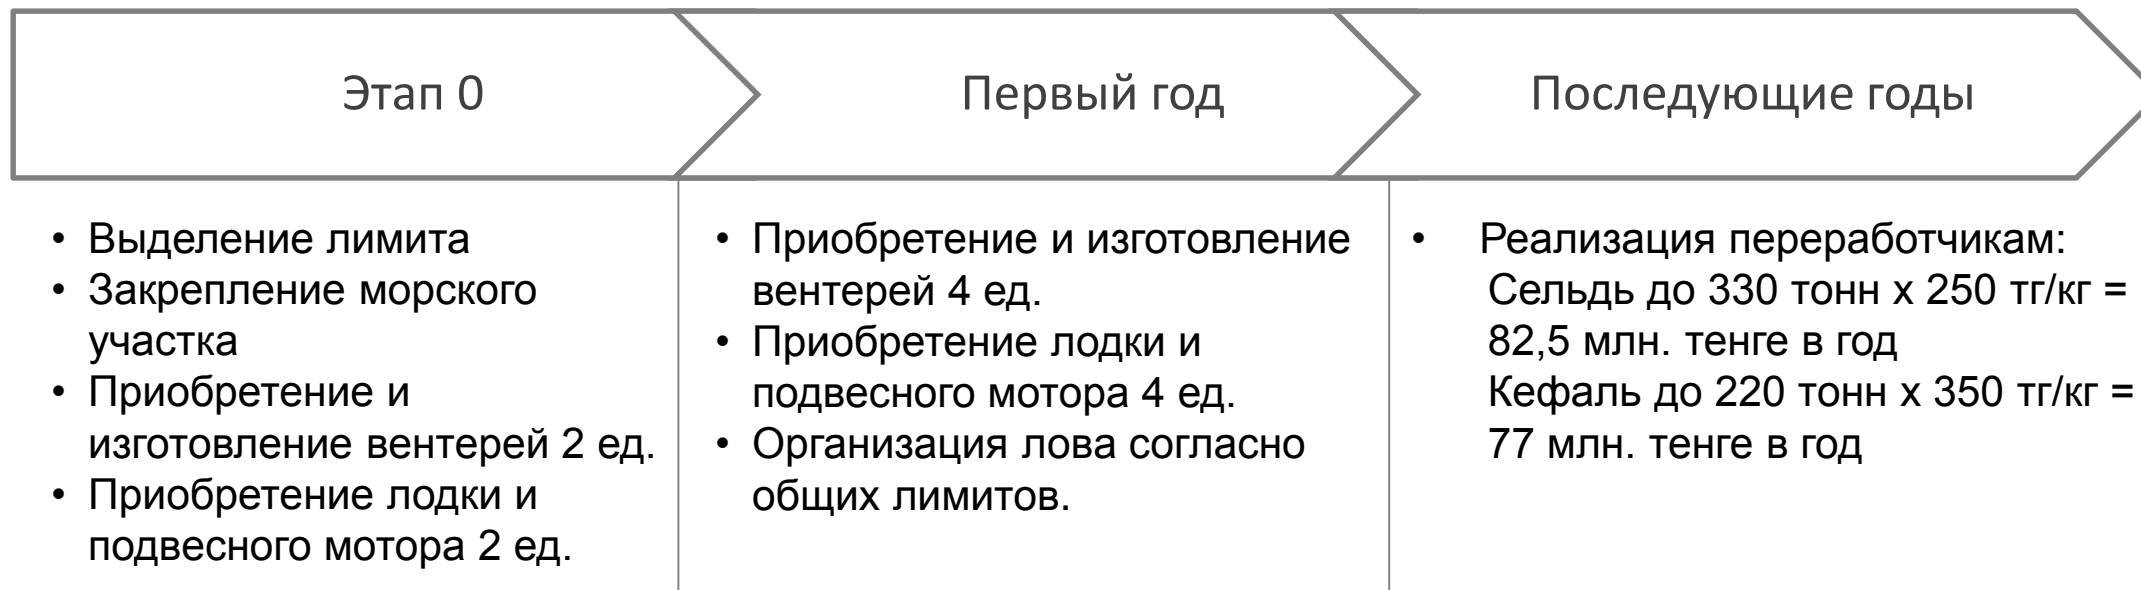 Этап 0
Первый год
Последующие годы
• Выделение лимита
• Закрепление морского
участка
• Приобретение и
изготовление вентерей 2 ед.
• Приобретение лодки и
подвесного мотора 2 ед.
• Приобретение и изготовление
вентерей 4 ед.
• Приобретение лодки и
подвесного мотора 4 ед.
• Организация лова согласно
общих лимитов.
• Реализация переработчикам:
Сельдь до 330 тонн х 250 тг/кг =
82,5 млн. тенге в год
Кефаль до 220 тонн х 350 тг/кг =
77 млн. тенге в год